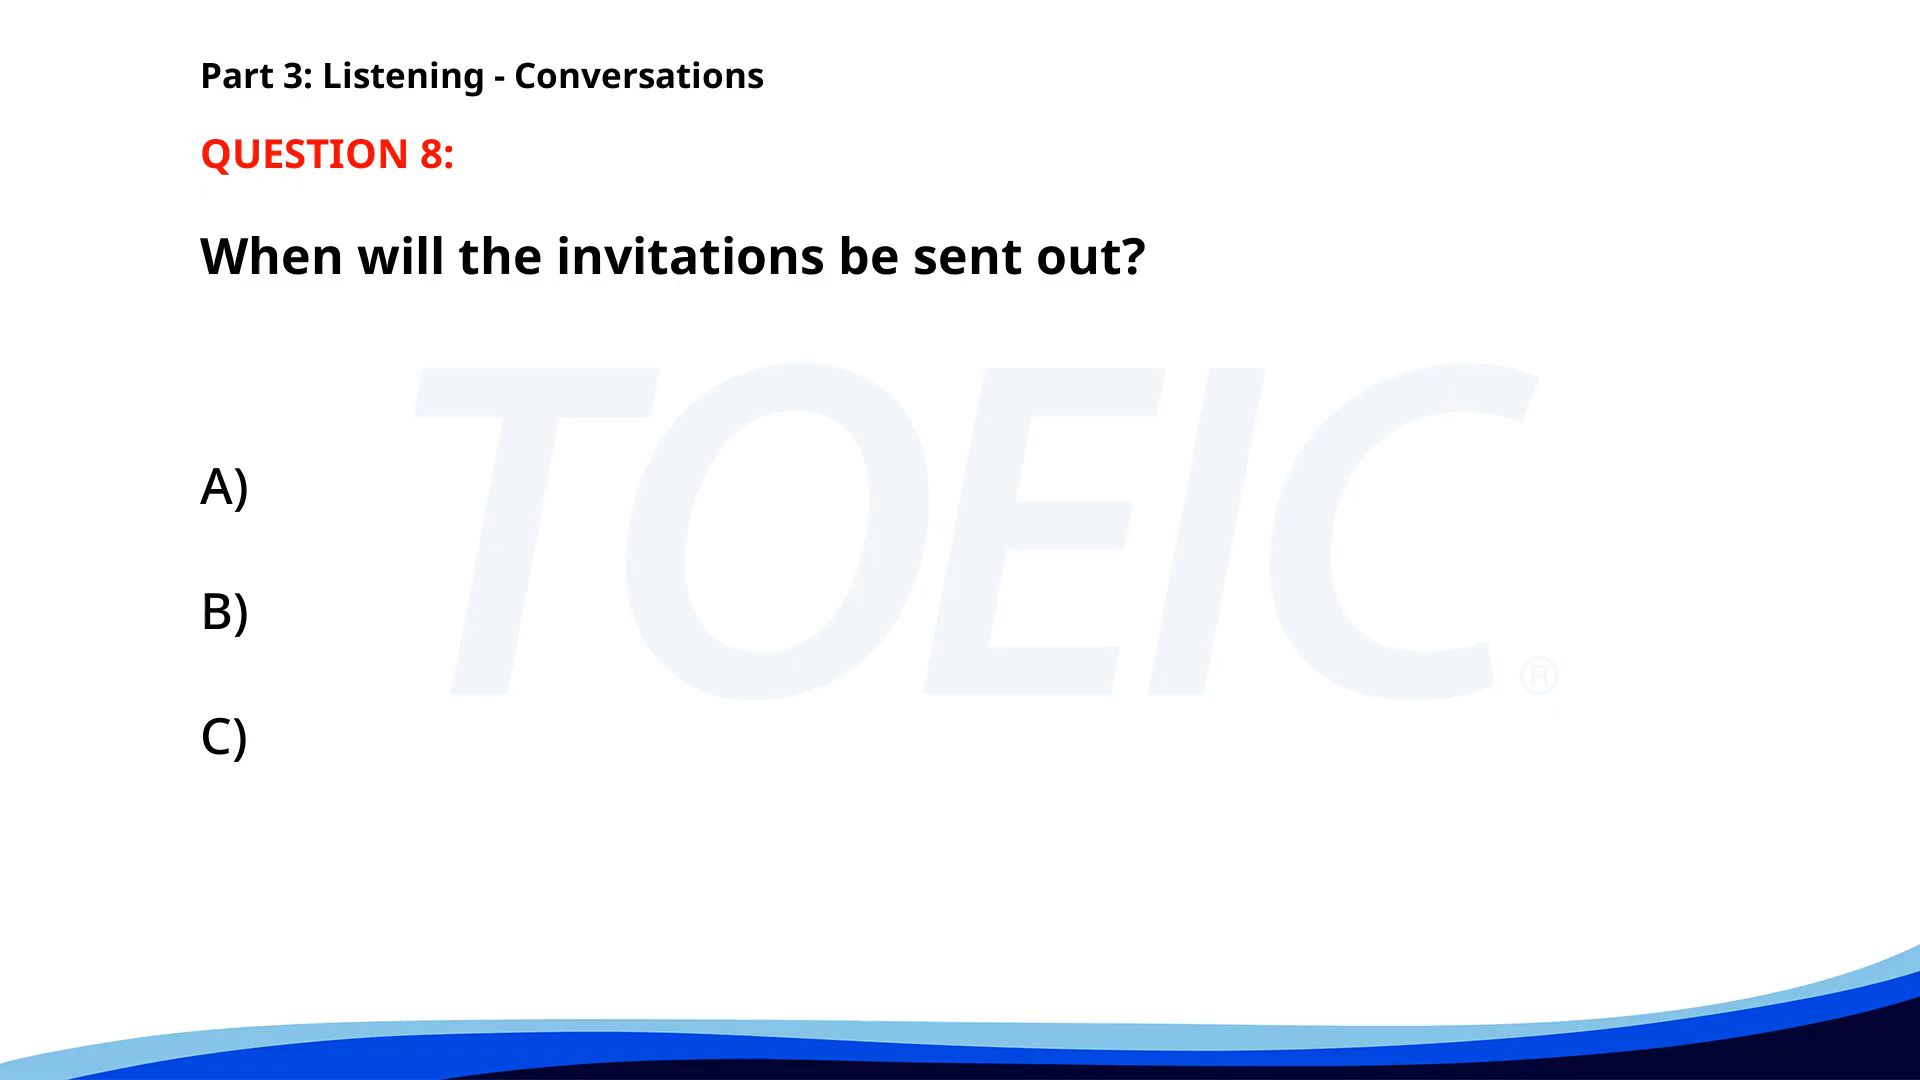 Part 3: Listening - Conversations
QUESTION 8:
When will the invitations be sent out?
TOEIC®
A)
B)
C)